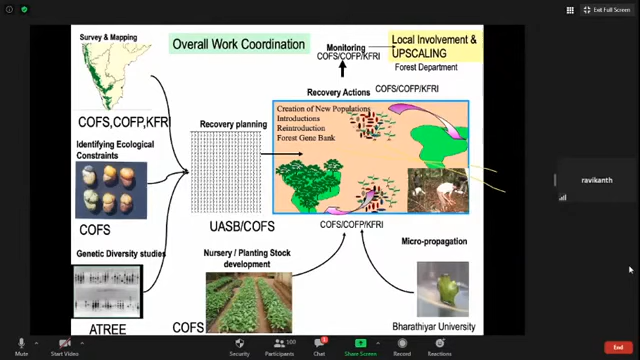 Exit Full Screen
Survey & Mapping
Overall Work Coordination
Monitoring
COFS/COFP/KFRI
Local Involvement &
UPSCALING
Forest Department
Recovery Actions
COFS/COFP/KFRI
COFS,COFP,KFRI
Recovery planning
Creation of New Populations
Introductions
Reintroduction
Forest Gene Bank
Identifying Ecological
Constraints
COFS
UASB/COFS
COFS/COFP/KFRI
Genetic Diversity studies
Nursery / Planting Stock
development
Micro-propagation
ATREE
COFS
Bharathiyar University
ravikanth
Mute
Start Video
Security
Participants
100
Chat
Share Screen
Record
Reactions
End